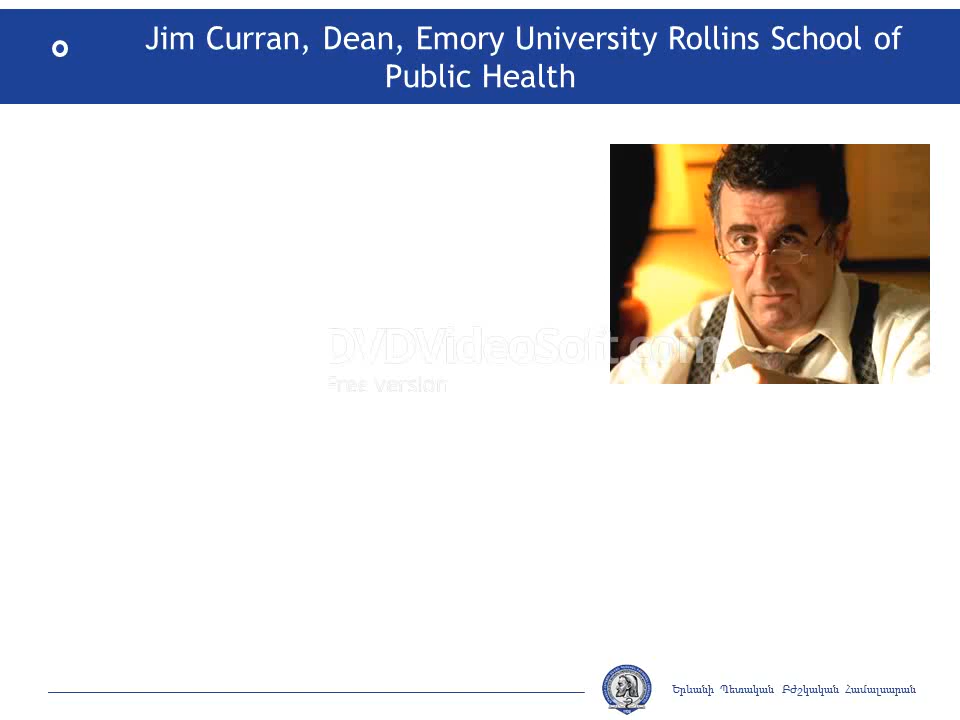 Jim Curran, Dean, Emory University Rollins School of
Public Health
DVDVideoSoft.com
Free version
Երևանի Պետական Բժշկական Համալսարան